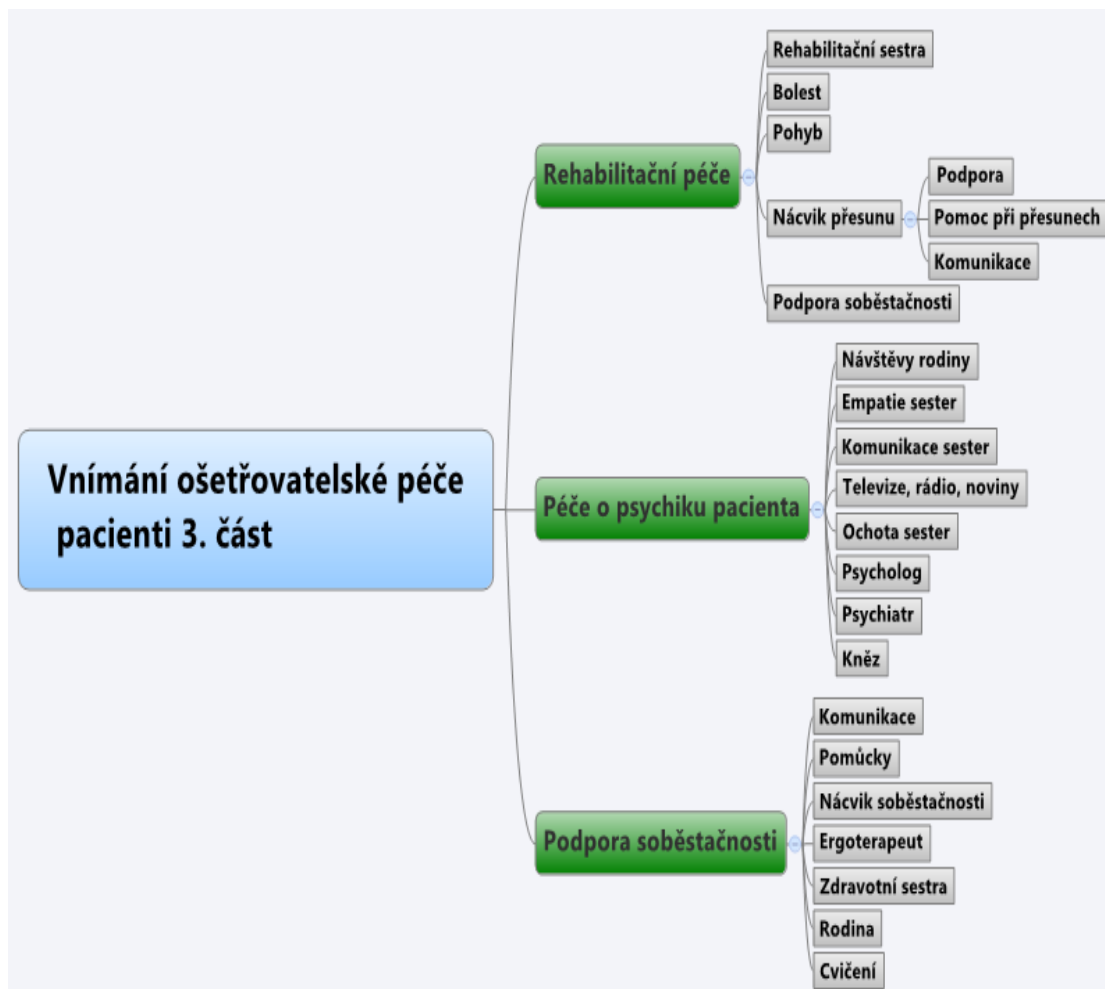 Vnímání ošetřovatelské péče
pacienti 3. část
Rehabilitační péče
Rehabilitační sestra
Bolest
Pohyb
Nácvik přesunu
Podpora
Pomoc při přesunech
Komunikace
Podpora soběstačnosti
Péče o psychiku pacienta
Návštěvy rodiny
Empatie sester
Komunikace sester
Televize, rádio, noviny
Ochota sester
Psycholog
Psychiatr
Kněz
Podpora soběstačnosti
Komunikace
Pomůcky
Nácvik soběstačnosti
Ergoterapeut
Zdravotní sestra
Rodina
Cvičení